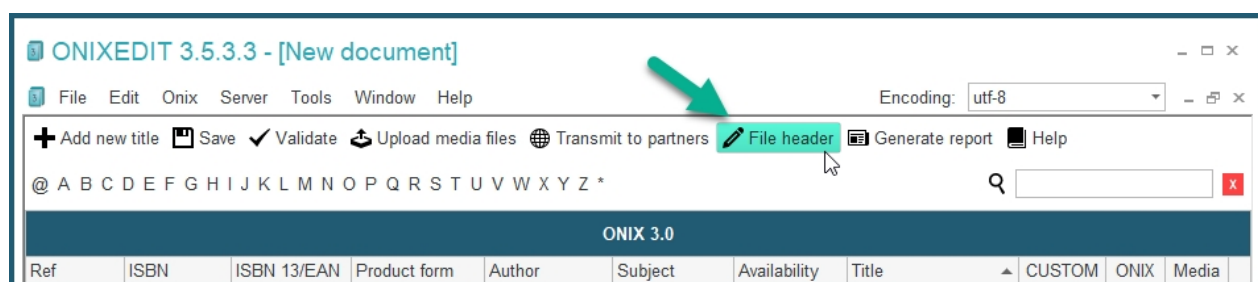 ONIXEDIT 3.5.3.3 - [New document]
File Edit Onix Server Tools Window Help Encoding: utf-8
Add new title Save Validate Upload media files Transmit to partners File header Generate report Help
@ A B C D E F G H I J K L M N O P Q R S T U V W X Y Z * X
ONIX 3.0
Ref ISBN ISBN 13/EAN Product form Author Subject Availability Title CUSTOM ONIX Media